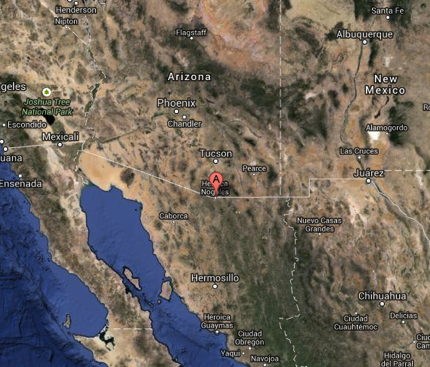 Henderson
Nipton
Santa Fe
Flagstaff
Albuquerque
Arizona
New
Mexico
geles
Joshua Tree
National Park
Phoenix
Chandler
Escondido
Alamogordo
Mexicali
uana
Tucson
Las Cruces
Pearce
Juárez
Ensenada
A
Caborca
Nuevo Casas
Grandes
Hermosillo
Chihuahua
Heroica
Guaymas
Ciudad
Cuauhtémoc
Delicias
Ciudad
Obregón
Yaqui
Navojoa
Hidalgo
del Parral